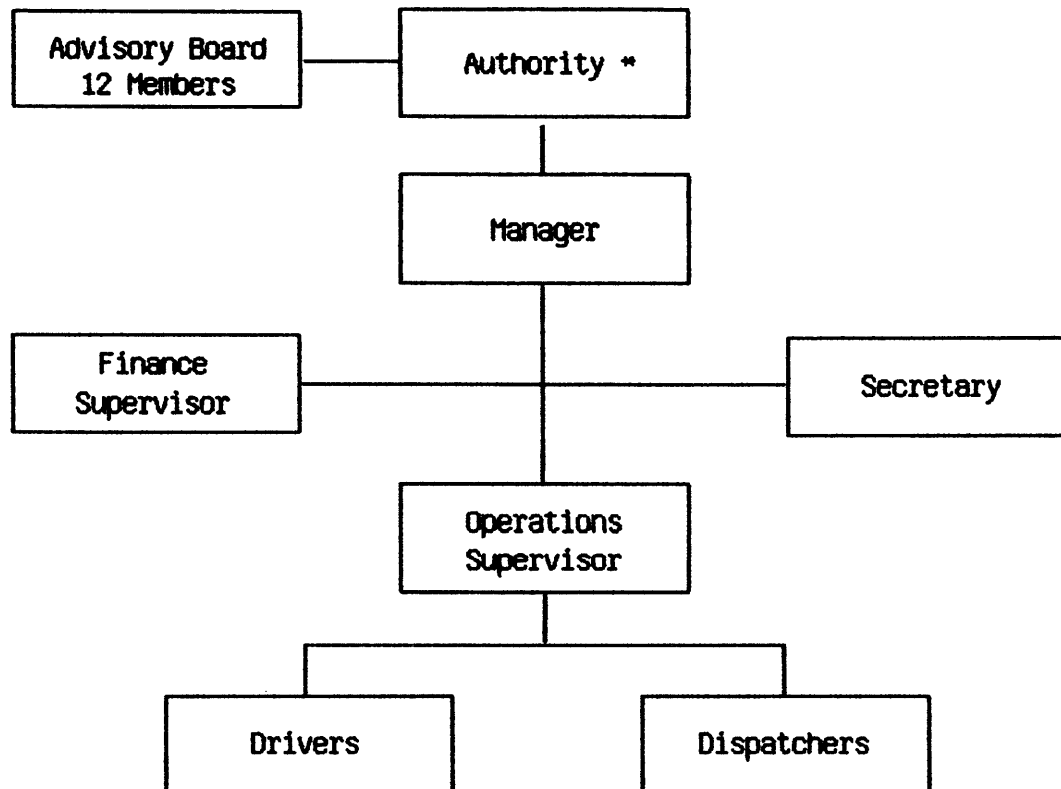 Advisory Board
12 Members
Authority *
Manager
Finance
Supervisor
Secretary
Operations
Supervisor
Drivers
Dispatchers